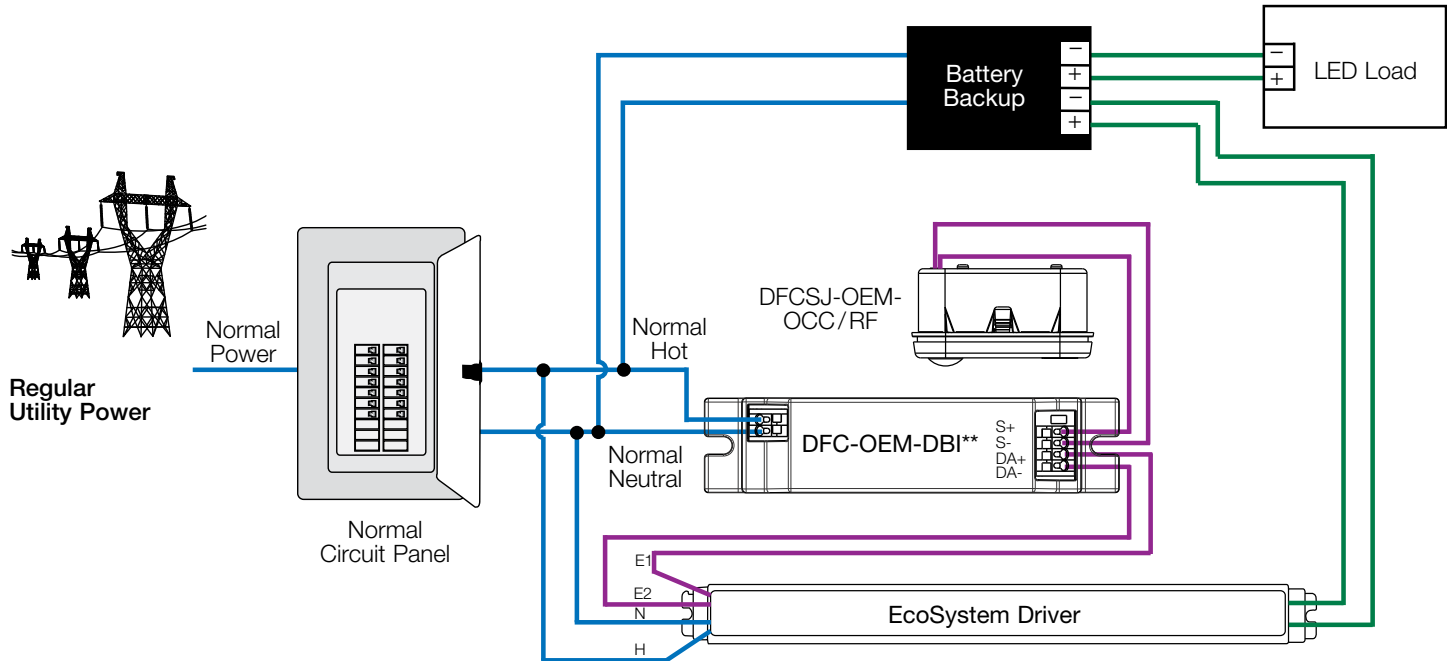 Battery
Backup
−
+
−
+
−
+
LED Load
DFCSJ-OEM-
OCC/RF
Normal
Power
Normal
Hot
Regular
Utility Power
Normal
Neutral
DFC-OEM-DBI**
S+
S-
DA+
DA-
Normal
Circuit Panel
E1
E2
N
H
EcoSystem Driver